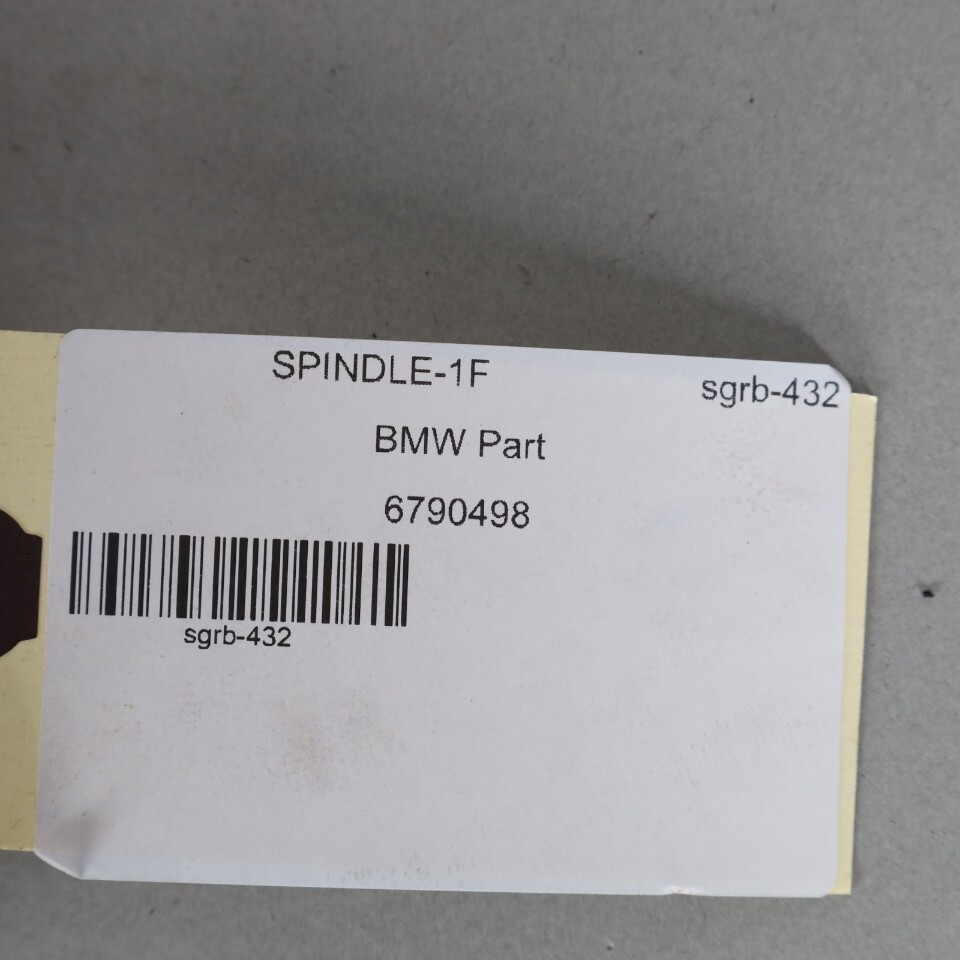 SPINDLE-1F
sgrb-432
BMW Part
6790498
sgrb-432